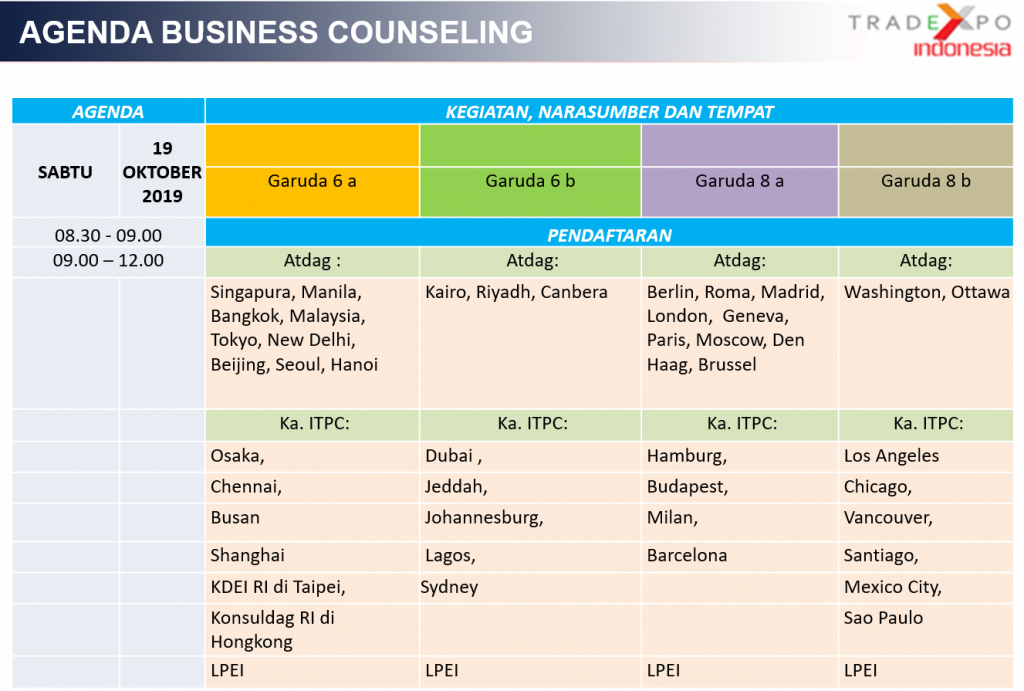 AGENDA BUSINESS COUNSELING
TRADEXPO
indonesia
AGENDA
KEGIATAN, NARASUMBER DAN TEMPAT
SABTU
19
OKTOBER
2019
Garuda 6 a
Garuda 6 b
Garuda 8 a
Garuda 8 b
08.30 - 09.00
PENDAFTARAN
09.00 – 12.00
Atdag :
Atdag:
Atdag:
Atdag:
Singapura, Manila,
Bangkok, Malaysia,
Tokyo, New Delhi,
Beijing, Seoul, Hanoi
Kairo, Riyadh, Canbera
Berlin, Roma, Madrid,
London, Geneva,
Paris, Moscow, Den
Haag, Brussel
Washington, Ottawa
Ka. ITPC:
Ka. ITPC:
Ka. ITPC:
Ka. ITPC:
Osaka,
Dubai ,
Hamburg,
Los Angeles
Chennai,
Jeddah,
Budapest,
Chicago,
Busan
Johannesburg,
Milan,
Vancouver,
Shanghai
Lagos,
Barcelona
Santiago,
KDEI RI di Taipei,
Sydney
Mexico City,
Konsuldag RI di
Hongkong
Sao Paulo
LPEI
LPEI
LPEI
LPEI